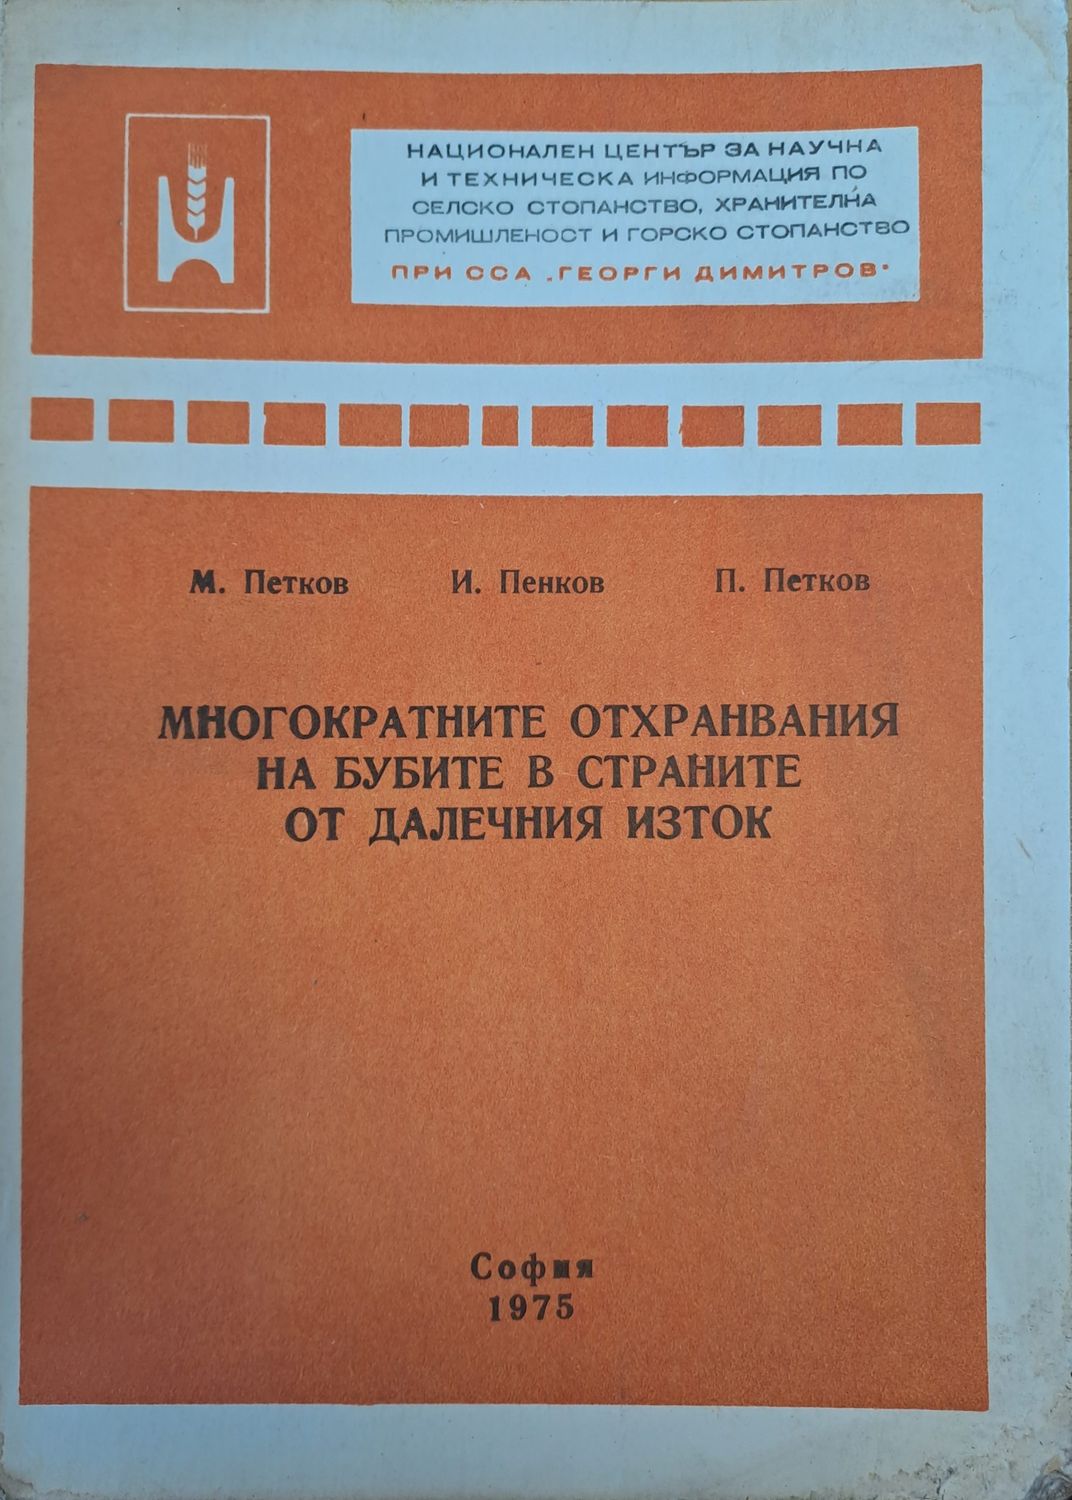 НАЦИОНАЛЕН ЦЕНТЪР ЗА НАУЧНА
И ТЕХНИЧЕСКА ИНФОРМАЦИЯ ПО
СЕЛСКО СТОПАНСТВО, ХРАНИТЕЛНА
ПРОМИШЛЕНОСТ И ГОРСКО СТОПАНСТВО
ПРИ ССА „ГЕОРГИ ДИМИТРОВ“
М. Петков И. Пенков П. Петков
МНОГОКРАТНИТЕ ОТХРАНВАНИЯ
НА БУБИТЕ В СТРАНИТЕ
ОТ ДАЛЕЧНИЯ ИЗТОК
София
1975